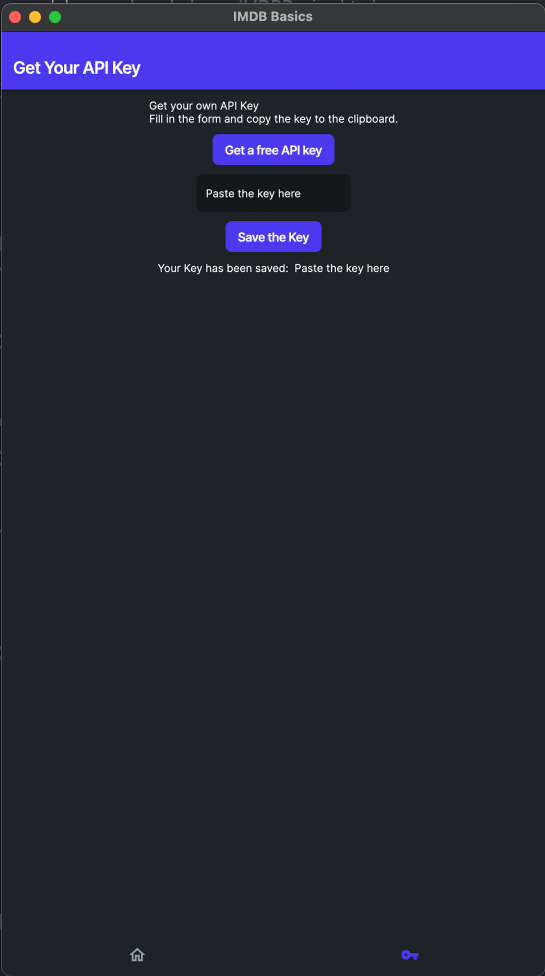 IMDB Basics
Get Your API Key
Get your own API Key
Fill in the form and copy the key to the clipboard.
Get a free API key
Paste the key here
Save the Key
Your Key has been saved:  Paste the key here